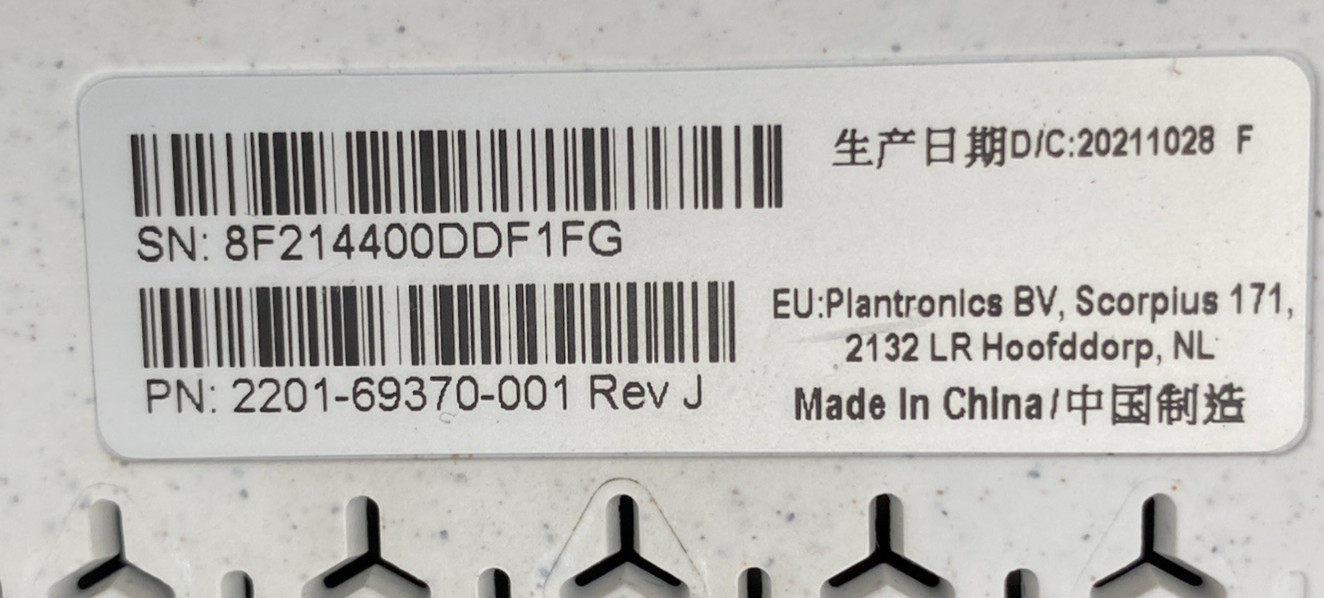 生产日期D/C:20211028 F
SN: 8F214400DDF1FG
EU:Plantronics BV, Scorpius 171,
2132 LR Hoofddorp, NL
PN: 2201-69370-001 Rev J
Made In China/中国制造